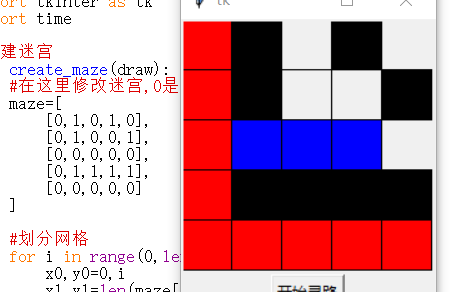 ort tkinter as tk
ort time
建迷宫
create_maze(draw):
#在这里修改迷宫,0是
maze=[
[0,1,0,1,0],
[0,1,0,0,1],
[0,0,0,0,0],
[0,1,1,1,1],
[0,0,0,0,0]
]
#划分网格
for i in range(0,le
x0,y0=0,i
x1,y1=len(maze[
tk
开始寻路